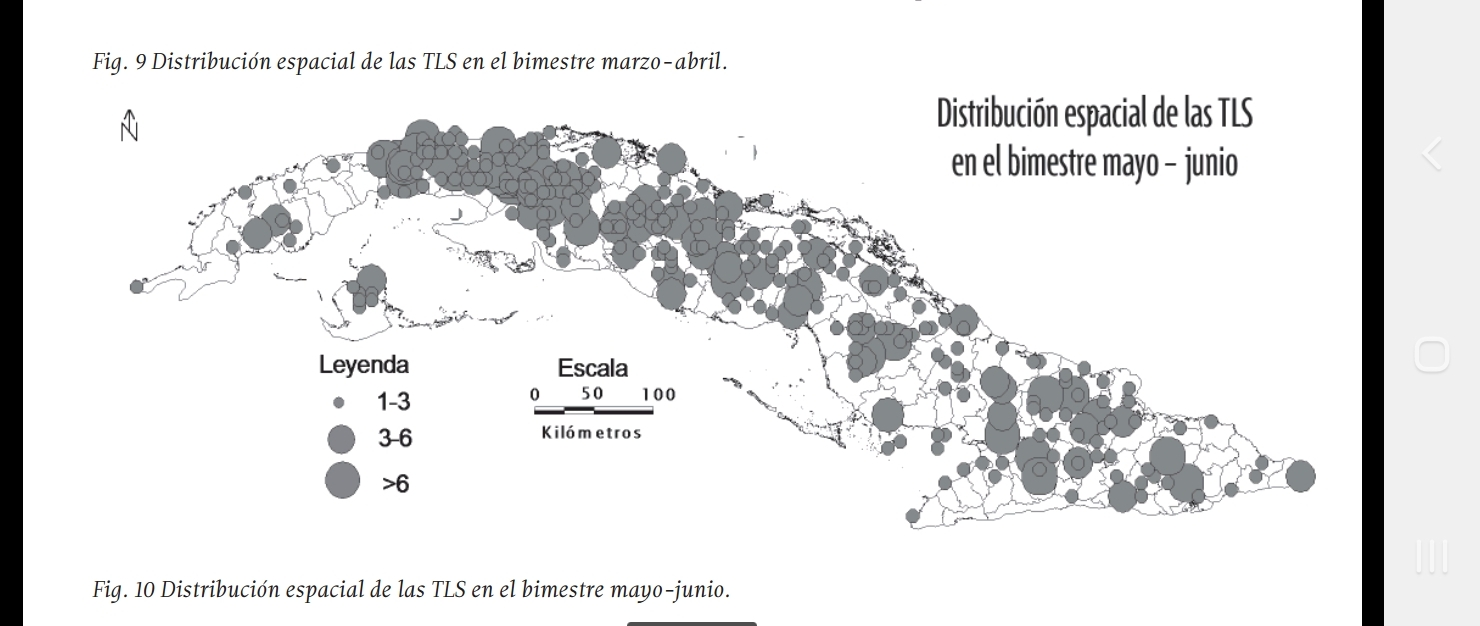 Fig. 9 Distribución espacial de las TLS en el bimestre marzo-abril.
N
Distribución espacial de las TLS
en el bimestre mayo – junio
Leyenda
1-3
3-6
>6
Escala
0 50 100
Kilómetros
Fig. 10 Distribución espacial de las TLS en el bimestre mayo-junio.